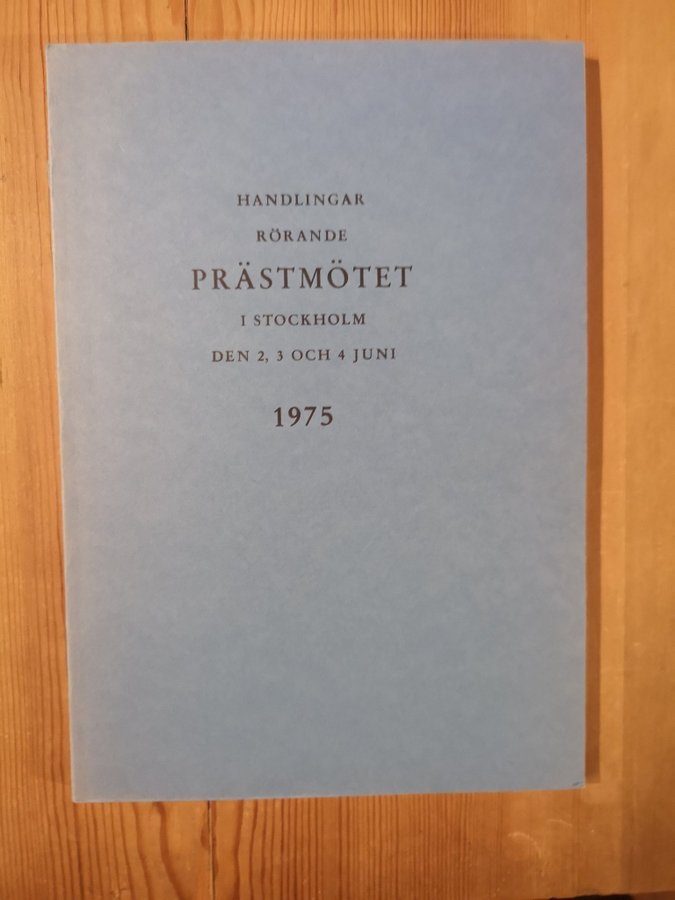 HANDLINGAR
RÖRANDE
PRÄSTMÖTET
I STOCKHOLM
DEN 2, 3 OCH 4 JUNI
1975